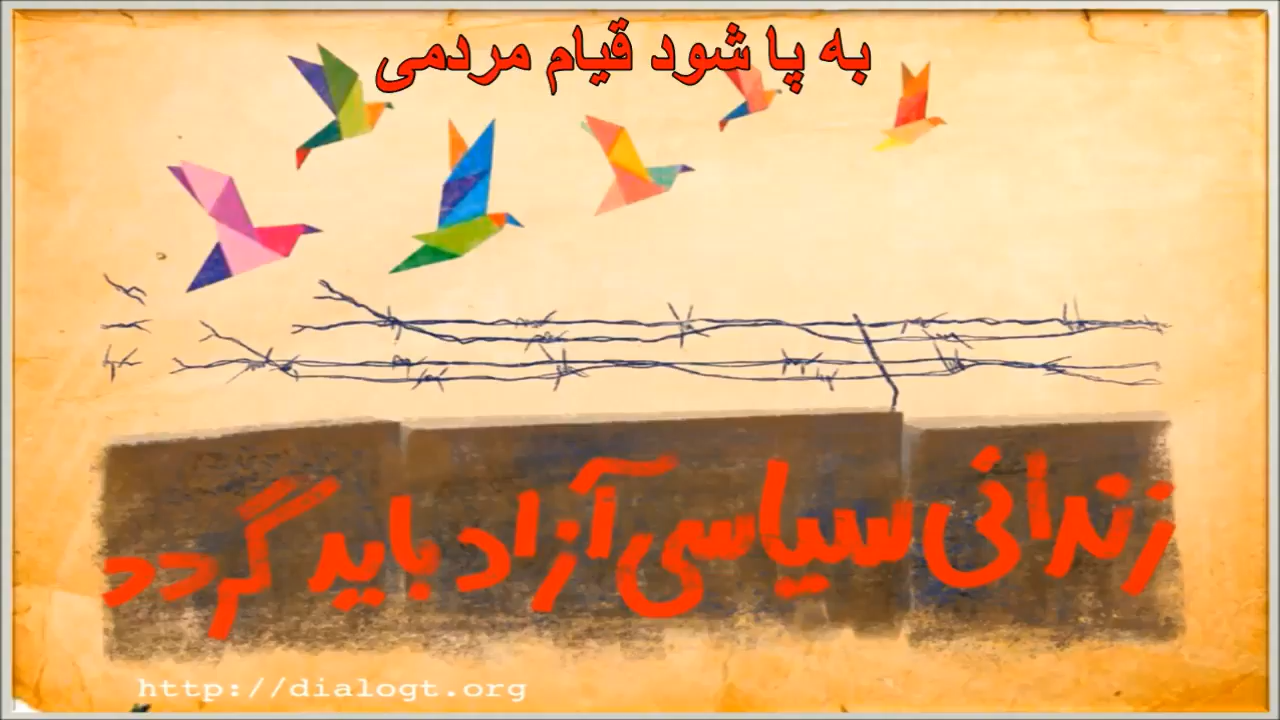 به پا شود قیام مردمی
زندانی سیاسی آزاد باید گردد
http://dialogt.org